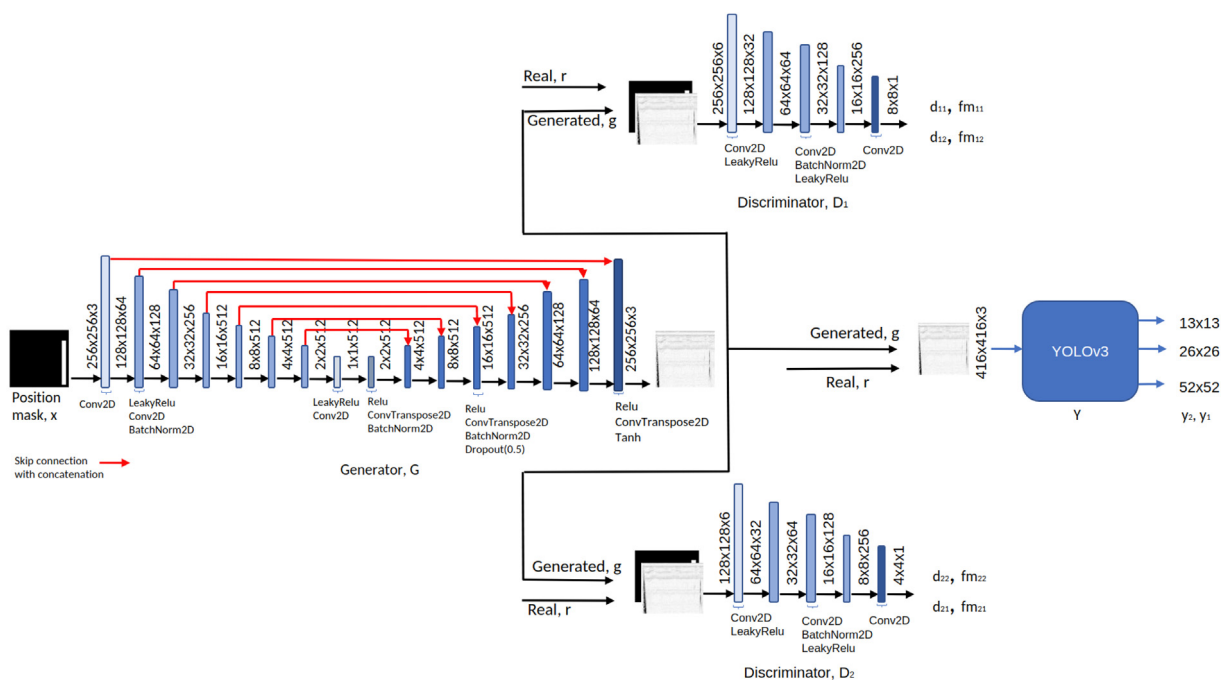 Real, r
Generated, g
256x256x6
128x128x32
64x64x64
32x32x128
16x16x256
8x8x1
d₁₁, fm₁₁
d₁₂, fm₁₂
Conv2D
LeakyRelu
Conv2D
BatchNorm2D
LeakyRelu
Conv2D
Discriminator, D₁
Position
mask, x
256x256x3
128x128x64
64x64x128
32x32x256
16x16x512
8x8x512
4x4x512
2x2x512
1x1x512
2x2x512
4x4x512
8x8x512
16x16x512
32x32x256
64x64x128
128x128x64
256x256x3
Conv2D
LeakyRelu
Conv2D
BatchNorm2D
LeakyRelu
Conv2D
Relu
ConvTranspose2D
BatchNorm2D
Relu
ConvTranspose2D
BatchNorm2D
Dropout(0.5)
Relu
ConvTranspose2D
Tanh
Skip connection
with concatenation
Generator, G
Generated, g
Real, r
416x416x3
YOLOv3
Y
13x13
26x26
52x52
y₂, y₁
Generated, g
Real, r
128x128x6
64x64x32
32x32x64
16x16x128
8x8x256
4x4x1
d₂₂, fm₂₂
d₂₁, fm₂₁
Conv2D
LeakyRelu
Conv2D
BatchNorm2D
LeakyRelu
Conv2D
Discriminator, D₂